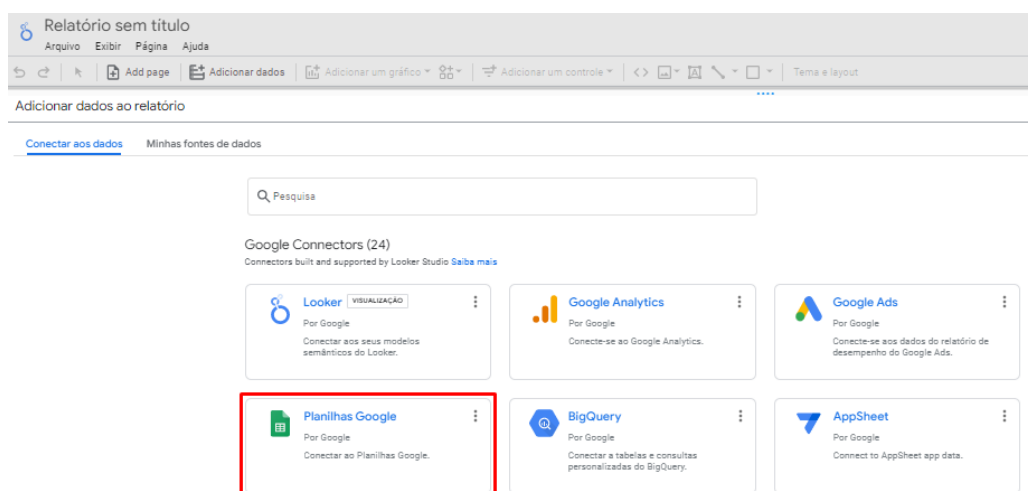 Relatório sem título
Arquivo Exibir Página Ajuda
Add page Adicionar dados Adicionar um gráfico Adicionar um controle Tema e layout
Adicionar dados ao relatório
Conectar aos dados Minhas fontes de dados
Pesquisa
Google Connectors (24)
Connectors built and supported by Looker Studio Saiba mais
Looker VISUALIZAÇÃO
Por Google
Conectar aos seus modelos
semânticos do Looker.
Google Analytics
Por Google
Conecte-se ao Google Analytics.
Google Ads
Por Google
Conecte-se aos dados do relatório de
desempenho do Google Ads.
Planilhas Google
Por Google
Conectar ao Planilhas Google.
BigQuery
Por Google
Conectar a tabelas e consultas
personalizadas do BigQuery.
AppSheet
Por Google
Connect to AppSheet app data.